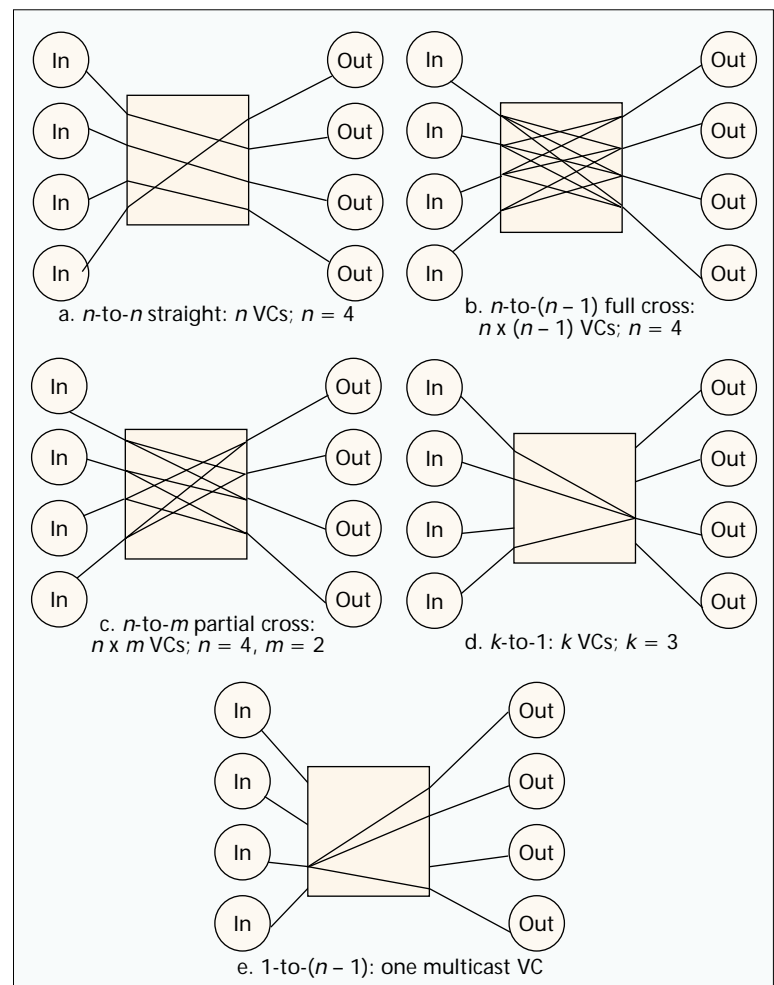 In Out In Out
In Out In Out
In Out In Out
In Out In Out
a. n-to-n straight: n VCs; n = 4
b. n-to-(n – 1) full cross:
n x (n – 1) VCs; n = 4
In Out In Out
In Out In Out
In Out In Out
In Out In Out
c. n-to-m partial cross:
n x m VCs; n = 4, m = 2
d. k-to-1: k VCs; k = 3
In Out
In Out
In Out
In Out
e. 1-to-(n – 1): one multicast VC